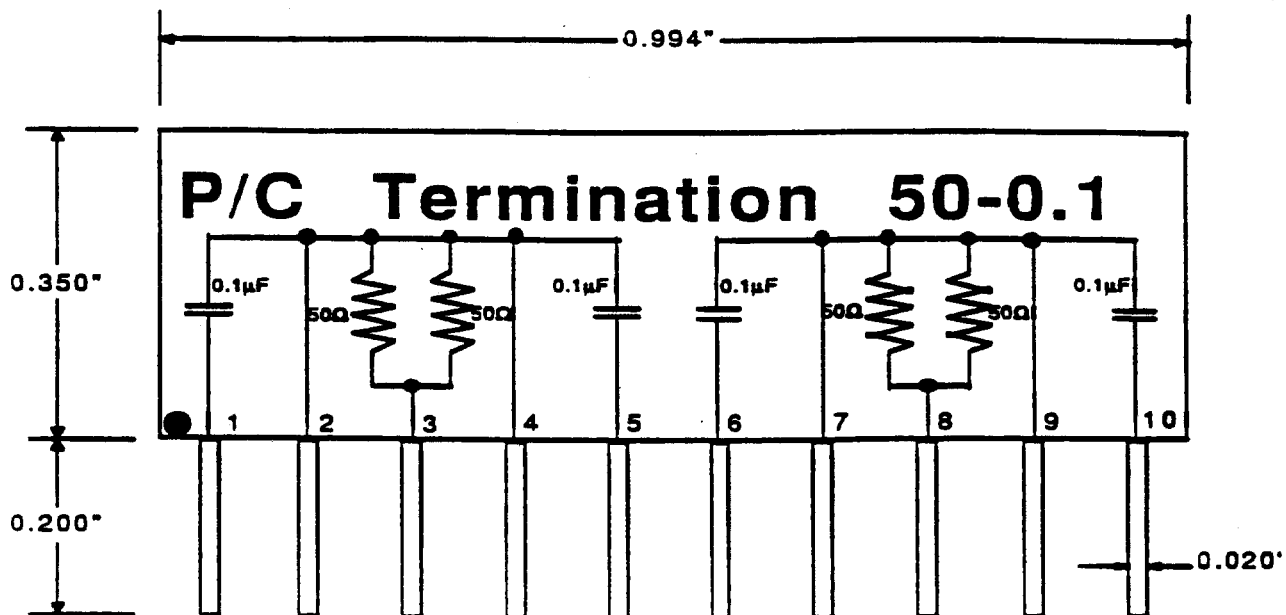 0.994"
P/C Termination 50-0.1
0.350"
0.1µF
50Ω
50Ω
0.1µF
0.1µF
50Ω
50Ω
0.1µF
1 2 3 4 5 6 7 8 9 10
0.200"
0.020"